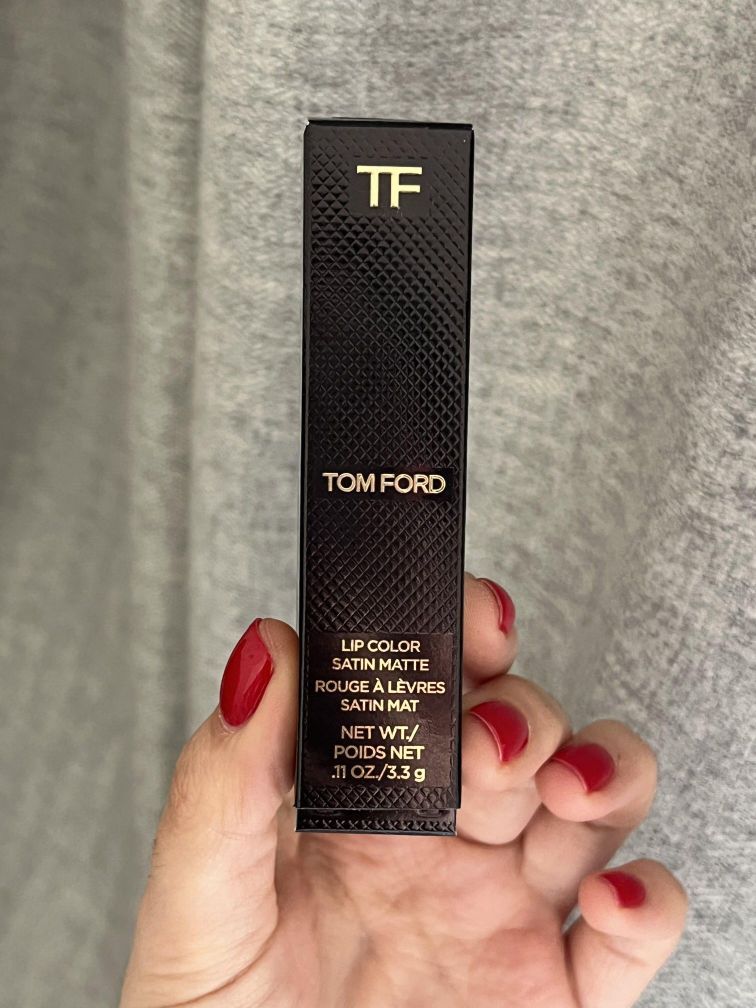 TF
TOM FORD
LIP COLOR
SATIN MATTE
ROUGE À LÈVRES
SATIN MAT
NET WT./
POIDS NET
.11 OZ./3.3 g